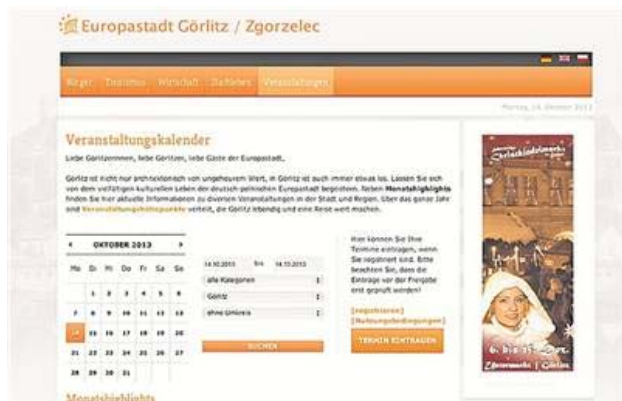 Europastadt Görlitz / Zgorzelec
Bürger Tourismus Wirtschaft Stadtleben Veranstaltungen
Montag, 14. Oktober 2013
Veranstaltungskalender
Liebe Görlitzerinnen, liebe Görlitzer, liebe Gäste der Europastadt,
Görlitz ist nicht nur architektonisch von ungeheurem Wert, in Görlitz ist auch immer etwas los. Lassen Sie sich
von dem vielfältigen kulturellen Leben der deutsch-polnischen Europastadt begeistern. Neben Monatshighlights
finden Sie hier aktuelle Informationen zu diversen Veranstaltungen in der Stadt und Region. Über das ganze Jahr
sind Veranstaltungshöhepunkte verteilt, die Görlitz lebendig und eine Reise wert machen.
OKTOBER 2013
Mo Di Mi Do Fr Sa So
1 2 3 4 5 6
7 8 9 10 11 12 13
14 15 16 17 18 19 20
21 22 23 24 25 26 27
28 29 30 31
14.10.2013 bis 14.10.2013
alle Kategorien
Görlitz
ohne Umkreis
SUCHEN
Hier können Sie Ihre
Termine eintragen, wenn
Sie registriert sind. Bitte
beachten Sie, dass die
Einträge vor der Freigabe
erst geprüft werden!
[registrieren]
[Nutzungsbedingungen]
TERMIN EINTRAGEN
Christkindelmarkt
Untermarkt | Görlitz
Monatshighlights